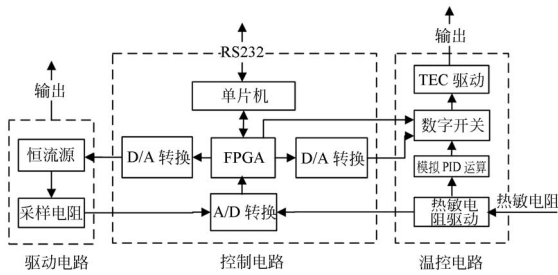 RS232
输出
输出
单片机
TEC 驱动
恒流源
D/A 转换
FPGA
D/A 转换
数字开关
模拟 PID 运算
采样电阻
A/D 转换
热敏电
阻驱动
热敏电阻
驱动电路
控制电路
温控电路